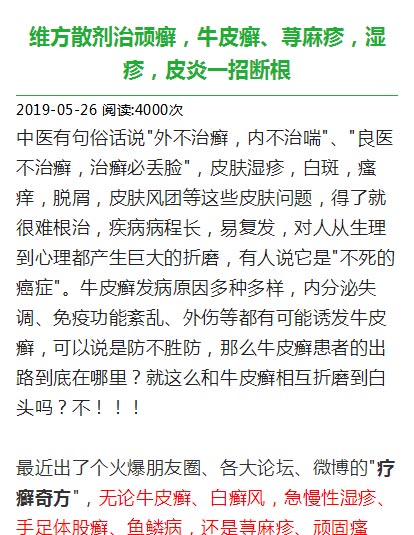 维方散剂治顽癣，牛皮癣、荨麻疹，湿
疹，皮炎一招断根
2019-05-26 阅读:4000次
中医有句俗话说"外不治癣，内不治喘"、"良医
不治癣，治癣必丢脸"，皮肤湿疹，白斑，瘙
痒，脱屑，皮肤风团等这些皮肤问题，得了就
很难根治，疾病病程长，易复发，对人从生理
到心理都产生巨大的折磨，有人说它是"不死的
癌症"。牛皮癣发病原因多种多样，内分泌失
调、免疫功能紊乱、外伤等都有可能诱发牛皮
癣，可以说是防不胜防，那么牛皮癣患者的出
路到底在哪里？就这么和牛皮癣相互折磨到白
头吗？不！！！
最近出了个火爆朋友圈、各大论坛、微博的"疗
癣奇方"，无论牛皮癣、白癣风，急慢性湿疹、
手足体股癣、鱼鳞病，还是荨麻疹、顽固瘙